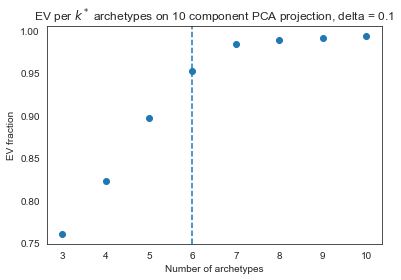 EV per k* archetypes on 10 component PCA projection, delta = 0.1
1.00
0.95
0.90
0.85
0.80
0.75
EV fraction
3 4 5 6 7 8 9 10
Number of archetypes